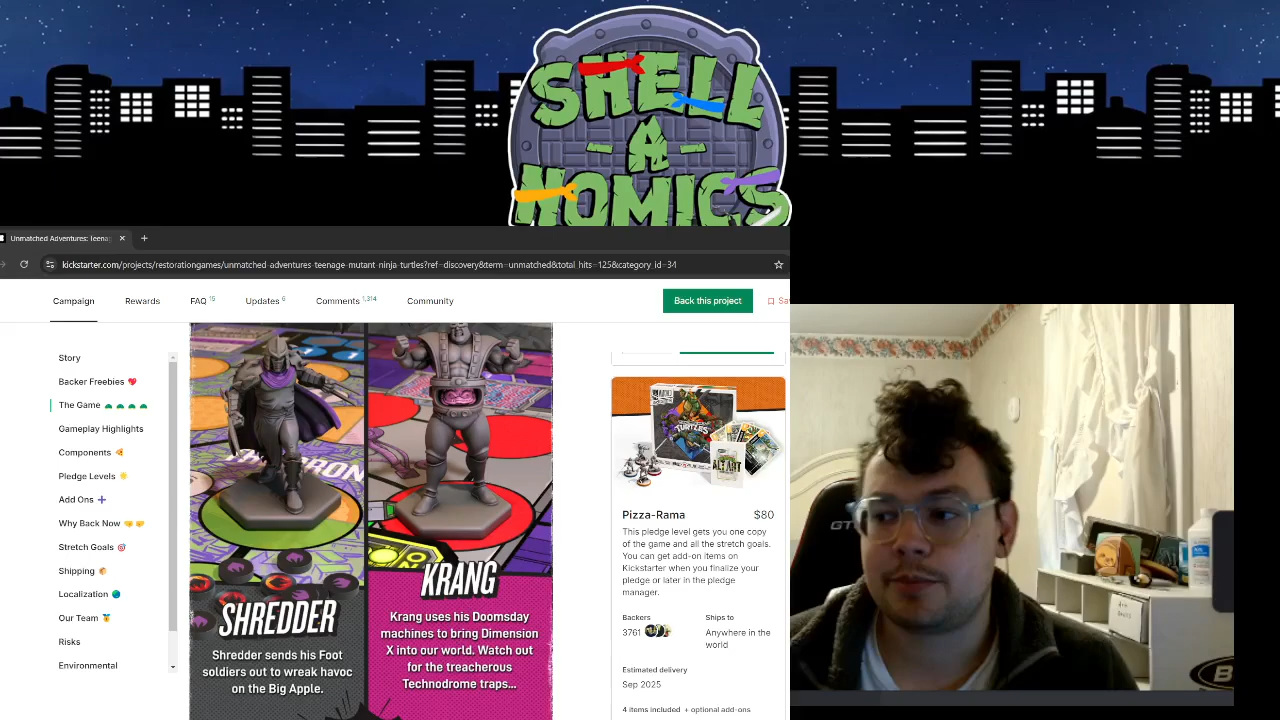 SHELL
-A-
NOMICS
Unmatched Adventures: Teenag
kickstarter.com/projects/restorationgames/unmatched-adventures-teenage-mutant-ninja-turtles?ref=discovery&term=unmatched&total_hits=125&category_id=34
Campaign
Rewards
FAQ 15
Updates 6
Comments 1,314
Community
Back this project
Sa
Story
Backer Freebies
The Game
Gameplay Highlights
Components
Pledge Levels
Add Ons
Why Back Now
Stretch Goals
Shipping
Localization
Our Team
Risks
Environmental
SHREDDER
Shredder sends his Foot
soldiers out to wreak havoc
on the Big Apple.
KRANG
Krang uses his Doomsday
machines to bring Dimension
X into our world. Watch out
for the treacherous
Technodrome traps...
TURTLES
ALT ART
Pizza-Rama $80
This pledge level gets you one copy
of the game and all the stretch goals.
You can get add-on items on
Kickstarter when you finalize your
pledge or later in the pledge
manager.
Backers
3761
Ships to
Anywhere in the
world
Estimated delivery
Sep 2025
4 items included + optional add-ons
GT